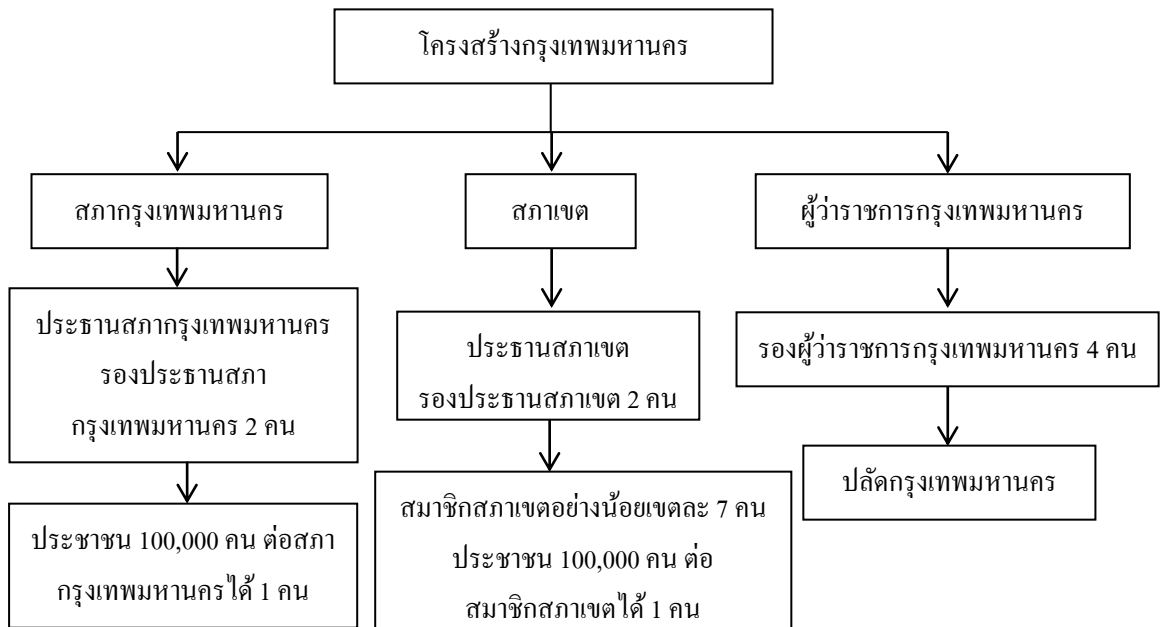 โครงสร้างกรุงเทพมหานคร
สภากรุงเทพมหานคร
สภาเขต
ผู้ว่าราชการกรุงเทพมหานคร
ประธานสภากรุงเทพมหานคร
รองประธานสภา
กรุงเทพมหานคร 2 คน
ประธานสภาเขต
รองประธานสภาเขต 2 คน
รองผู้ว่าราชการกรุงเทพมหานคร 4 คน
ประชาชน 100,000 คน ต่อสภา
กรุงเทพมหานครได้ 1 คน
สมาชิกสภาเขตอย่างน้อยเขตละ 7 คน
ประชาชน 100,000 คน ต่อ
สมาชิกสภาเขตได้ 1 คน
ปลัดกรุงเทพมหานคร